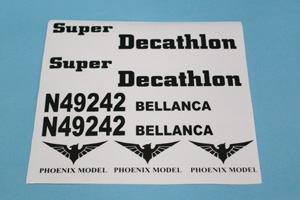 Super
Decathlon
Super
Decathlon
N49242 BELLANCA
N49242 BELLANCA
PHOENIX MODEL PHOENIX MODEL PHOENIX MODEL